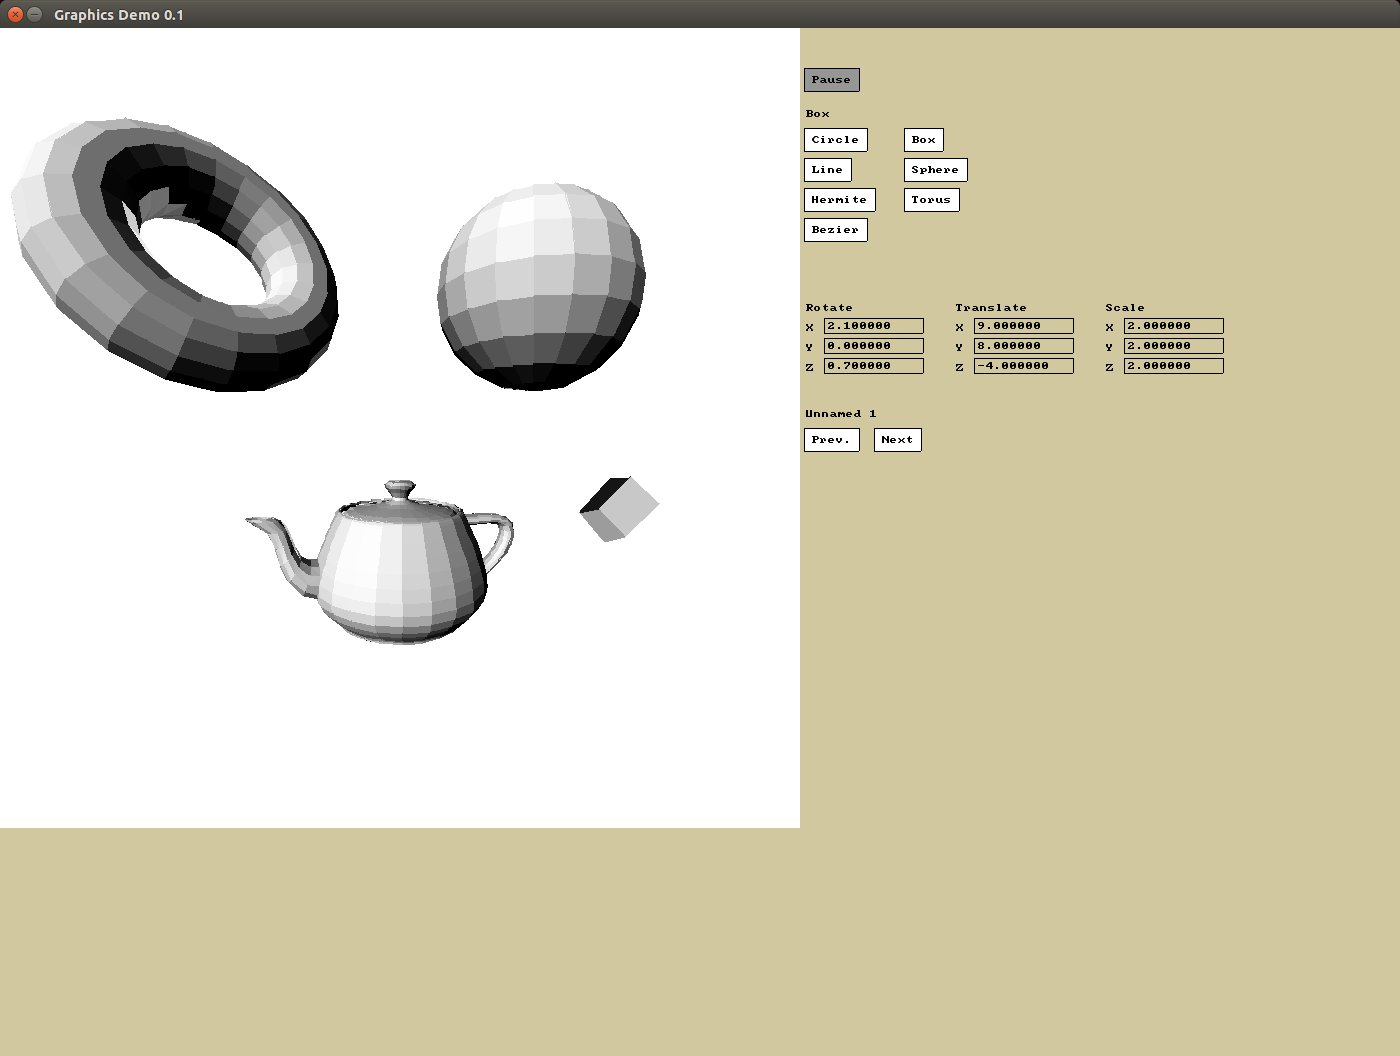 Graphics Demo 0.1
Pause
Box
Circle Box
Line Sphere
Hermite Torus
Bezier
Rotate Translate Scale
X 2.100000 X 9.000000 X 2.000000
Y 0.000000 Y 8.000000 Y 2.000000
Z 0.700000 Z -4.000000 Z 2.000000
Unnamed 1
Prev. Next